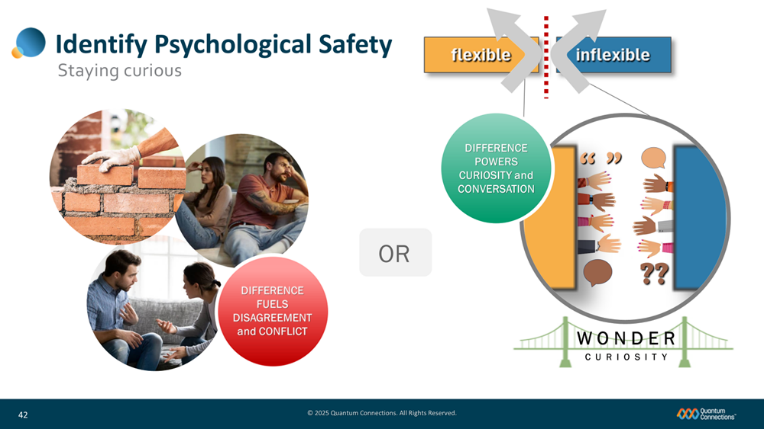 Identify Psychological Safety
Staying curious
flexible
inflexible
DIFFERENCE
POWERS
CURIOSITY and
CONVERSATION
“ ”
??
OR
DIFFERENCE
FUELS
DISAGREEMENT
and CONFLICT
WONDER
CURIOSITY
42
© 2025 Quantum Connections. All Rights Reserved.
Quantum
Connections™